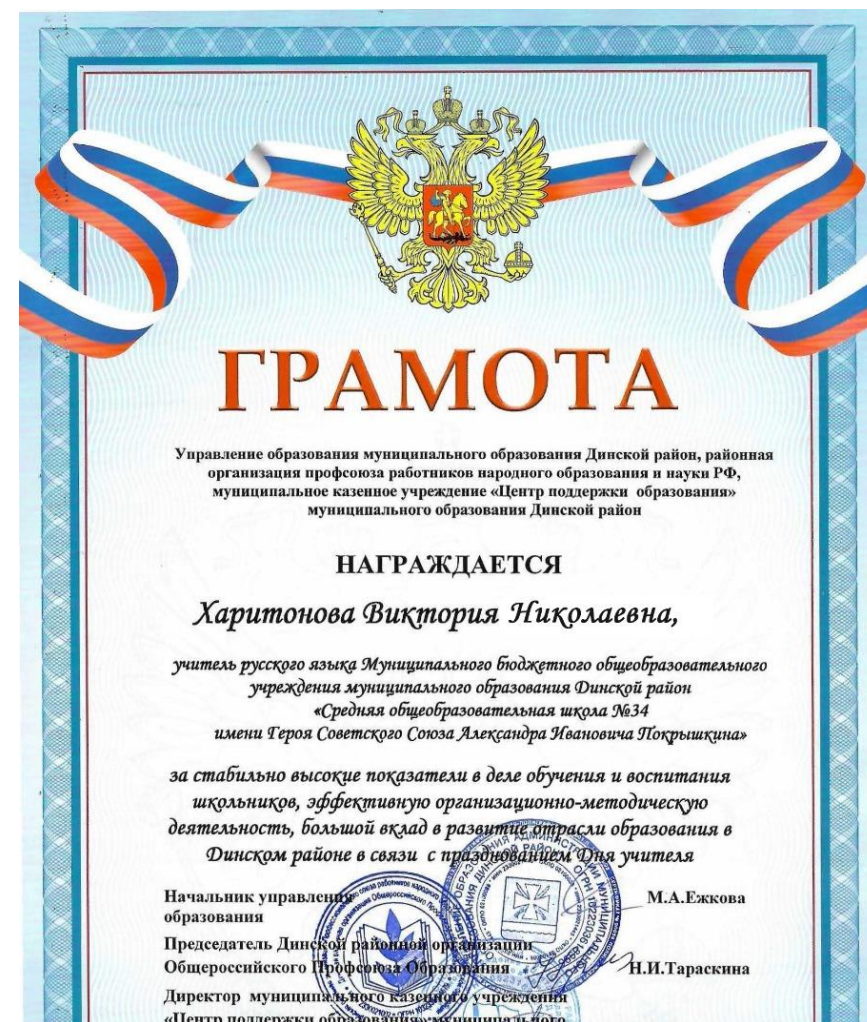 ГРАМОТА
Управление образования муниципального образования Динской район, районная
организация профсоюза работников народного образования и науки РФ,
муниципальное казенное учреждение «Центр поддержки образования»
муниципального образования Динской район
НАГРАЖДАЕТСЯ
Харитонова Виктория Николаевна,
учитель русского языка Муниципального бюджетного общеобразовательного
учреждения муниципального образования Динской район
«Средняя общеобразовательная школа №34
имени Героя Советского Союза Александра Ивановича Покрышкина»
за стабильно высокие показатели в деле обучения и воспитания
школьников, эффективную организационно-методическую
деятельность, большой вклад в развитие отрасли образования в
Динском районе в связи с празднованием Дня учителя
Начальник управления М.А.Ежкова
образования
Председатель Динской районной организации
Общероссийского Профсоюза Образования Н.И.Тараскина
Директор муниципального казенного учреждения
«Центр поддержки образования» муниципального